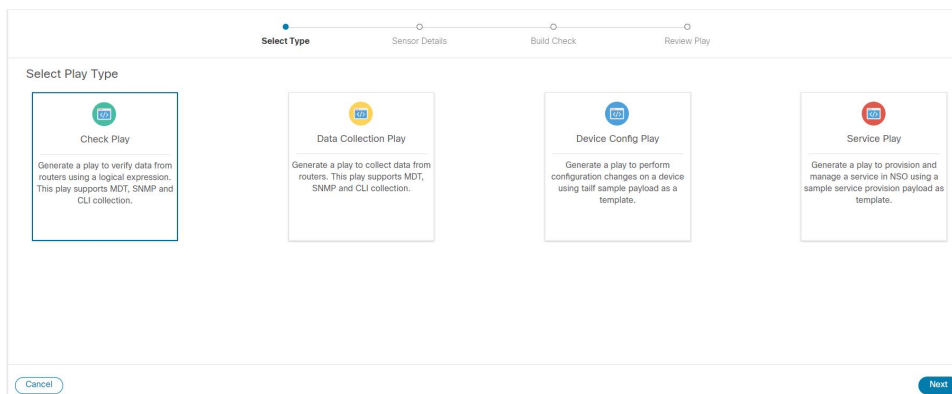 Select Type
Sensor Details
Build Check
Review Play
Select Play Type
Check Play
Generate a play to verify data from
routers using a logical expression.
This play supports MDT, SNMP and
CLI collection.
Data Collection Play
Generate a play to collect data from
routers. This play supports MDT,
SNMP and CLI collection.
Device Config Play
Generate a play to perform
configuration changes on a device
using tailf sample payload as a
template.
Service Play
Generate a play to provision and
manage a service in NSO using a
sample service provision payload as
template.
Cancel
Next